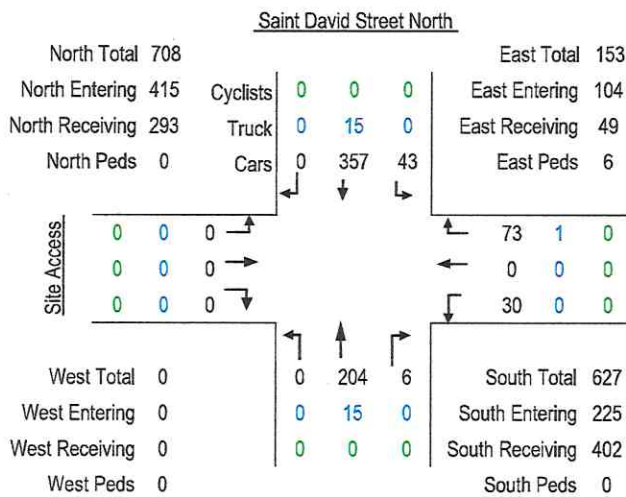 Saint David Street North
North Total 708
North Entering 415
North Receiving 293
North Peds 0
Cyclists 0 0 0
Truck 0 15 0
Cars 0 357 43
East Total 153
East Entering 104
East Receiving 49
East Peds 6
Site Access
0 0 0
0 0 0
0 0 0
73 1 0
0 0 0
30 0 0
West Total 0
West Entering 0
West Receiving 0
West Peds 0
0 204 6
0 15 0
0 0 0
South Total 627
South Entering 225
South Receiving 402
South Peds 0